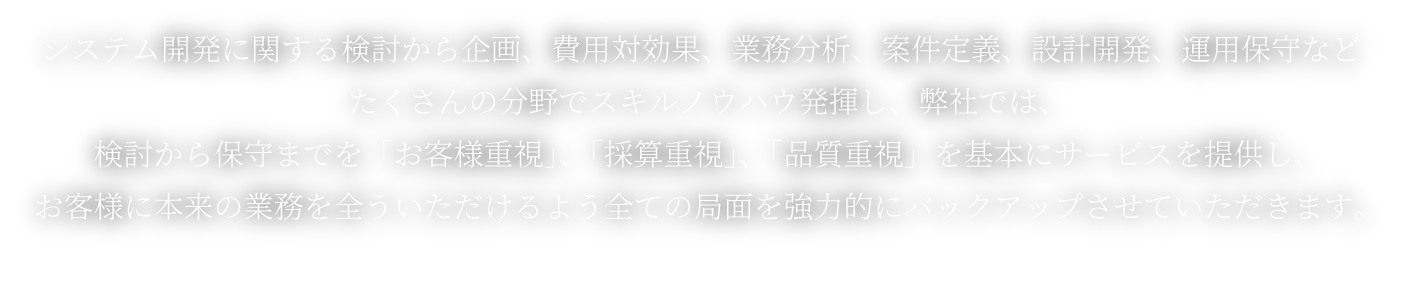 システム開発に関する検討から企画、費用対効果、業務分析、案件定義、設計開発、運用保守など
たくさんの分野でスキルノウハウ発揮し、弊社では、
検討から保守までを「お客様重視」、「採算重視」、「品質重視」を基本にサービスを提供し、
お客様に本来の業務を全ういただけるよう全ての局面を強力的にバックアップさせていただきます。